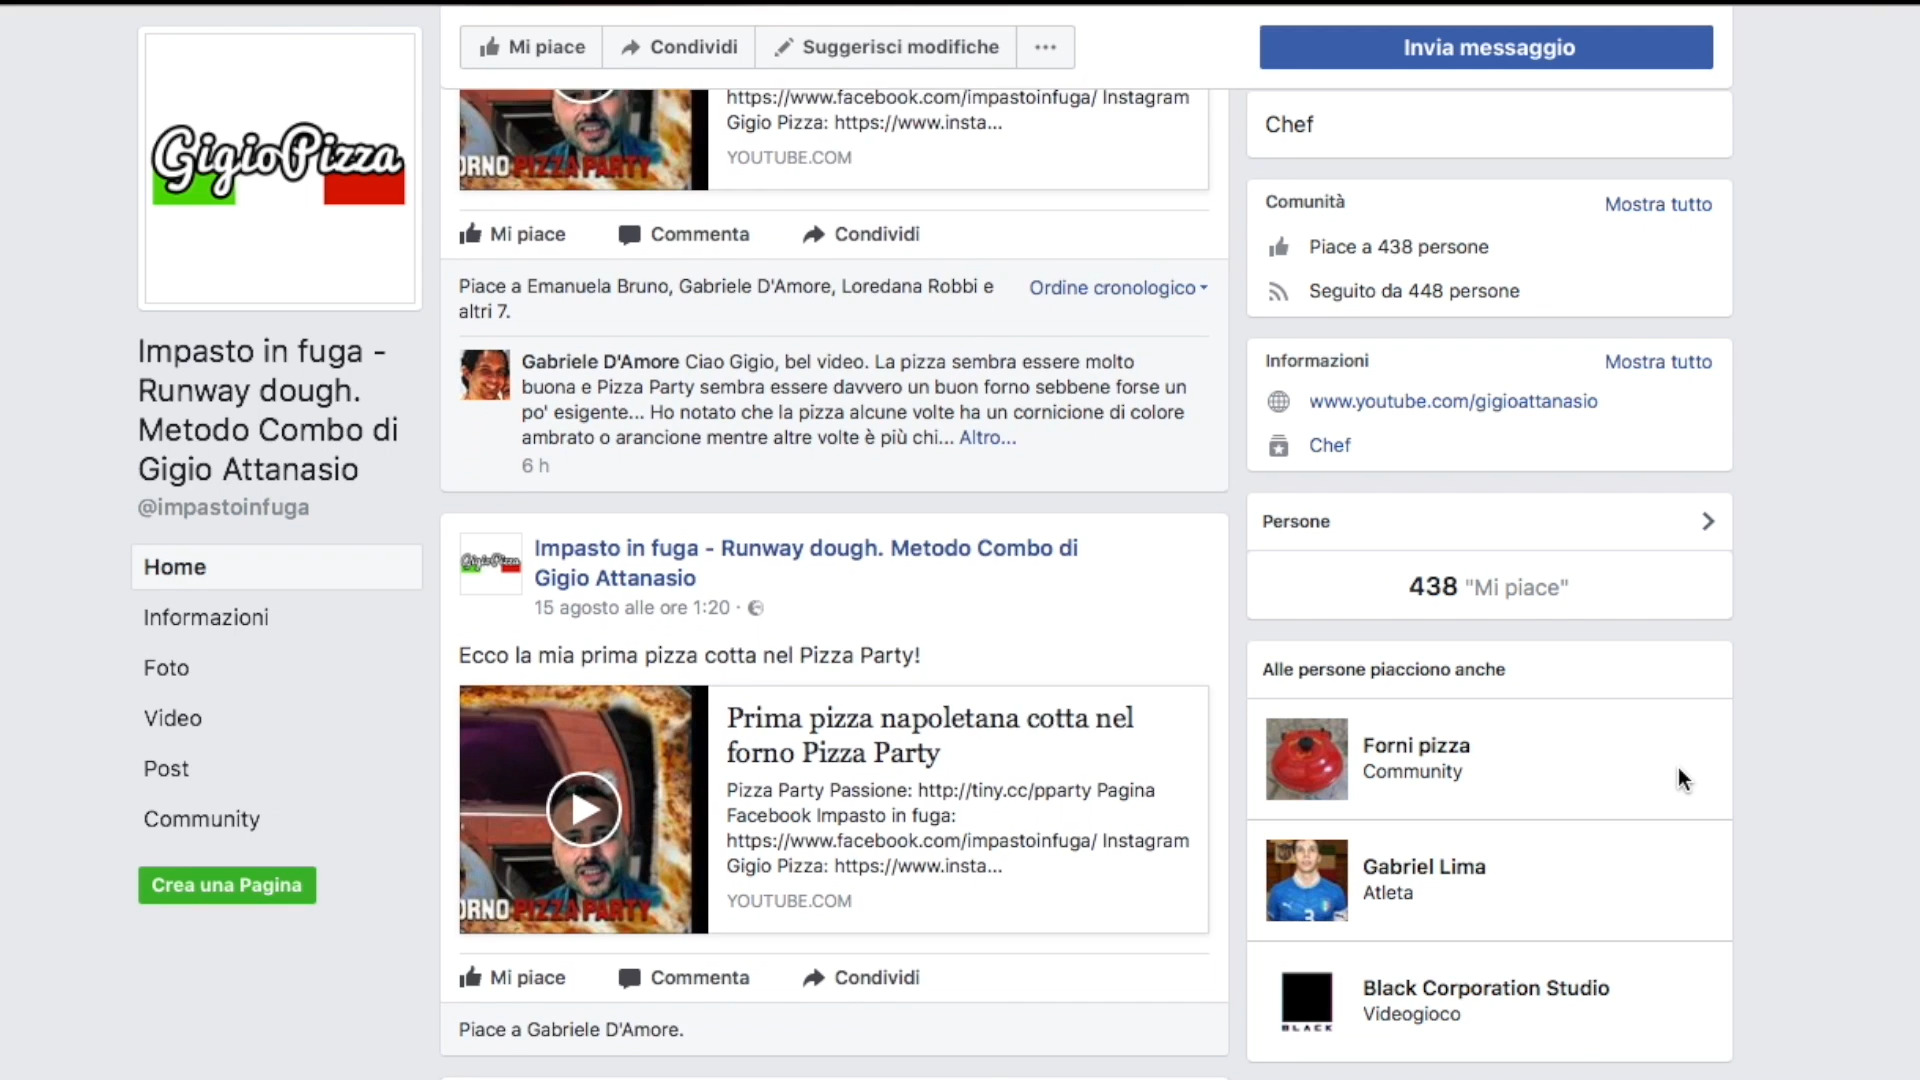 GigioPizza
Impasto in fuga -
Runway dough.
Metodo Combo di
Gigio Attanasio
@impastoinfuga
Home
Informazioni
Foto
Video
Post
Community
Crea una Pagina
Mi piace
Condividi
Suggerisci modifiche
Invia messaggio
https://www.facebook.com/impastoinfuga/ Instagram
Gigio Pizza: https://www.insta...
YOUTUBE.COM
ORNO PIZZA PARTY
Mi piace
Commenta
Condividi
Piace a Emanuela Bruno, Gabriele D'Amore, Loredana Robbi e
altri 7.
Ordine cronologico
Gabriele D'Amore Ciao Gigio, bel video. La pizza sembra essere molto
buona e Pizza Party sembra essere davvero un buon forno sebbene forse un
po' esigente... Ho notato che la pizza alcune volte ha un cornicione di colore
ambrato o arancione mentre altre volte è più chi... Altro...
6 h
GigioPizza
Impasto in fuga - Runway dough. Metodo Combo di
Gigio Attanasio
15 agosto alle ore 1:20 ·
Ecco la mia prima pizza cotta nel Pizza Party!
ORNO PIZZA PARTY
Prima pizza napoletana cotta nel
forno Pizza Party
Pizza Party Passione: http://tiny.cc/pparty Pagina
Facebook Impasto in fuga:
https://www.facebook.com/impastoinfuga/ Instagram
Gigio Pizza: https://www.insta...
YOUTUBE.COM
Mi piace
Commenta
Condividi
Piace a Gabriele D'Amore.
Chef
Comunità
Mostra tutto
Piace a 438 persone
Seguito da 448 persone
Informazioni
Mostra tutto
www.youtube.com/gigioattanasio
Chef
Persone
438 "Mi piace"
Alle persone piacciono anche
Forni pizza
Community
3
Gabriel Lima
Atleta
BLACK
Black Corporation Studio
Videogioco